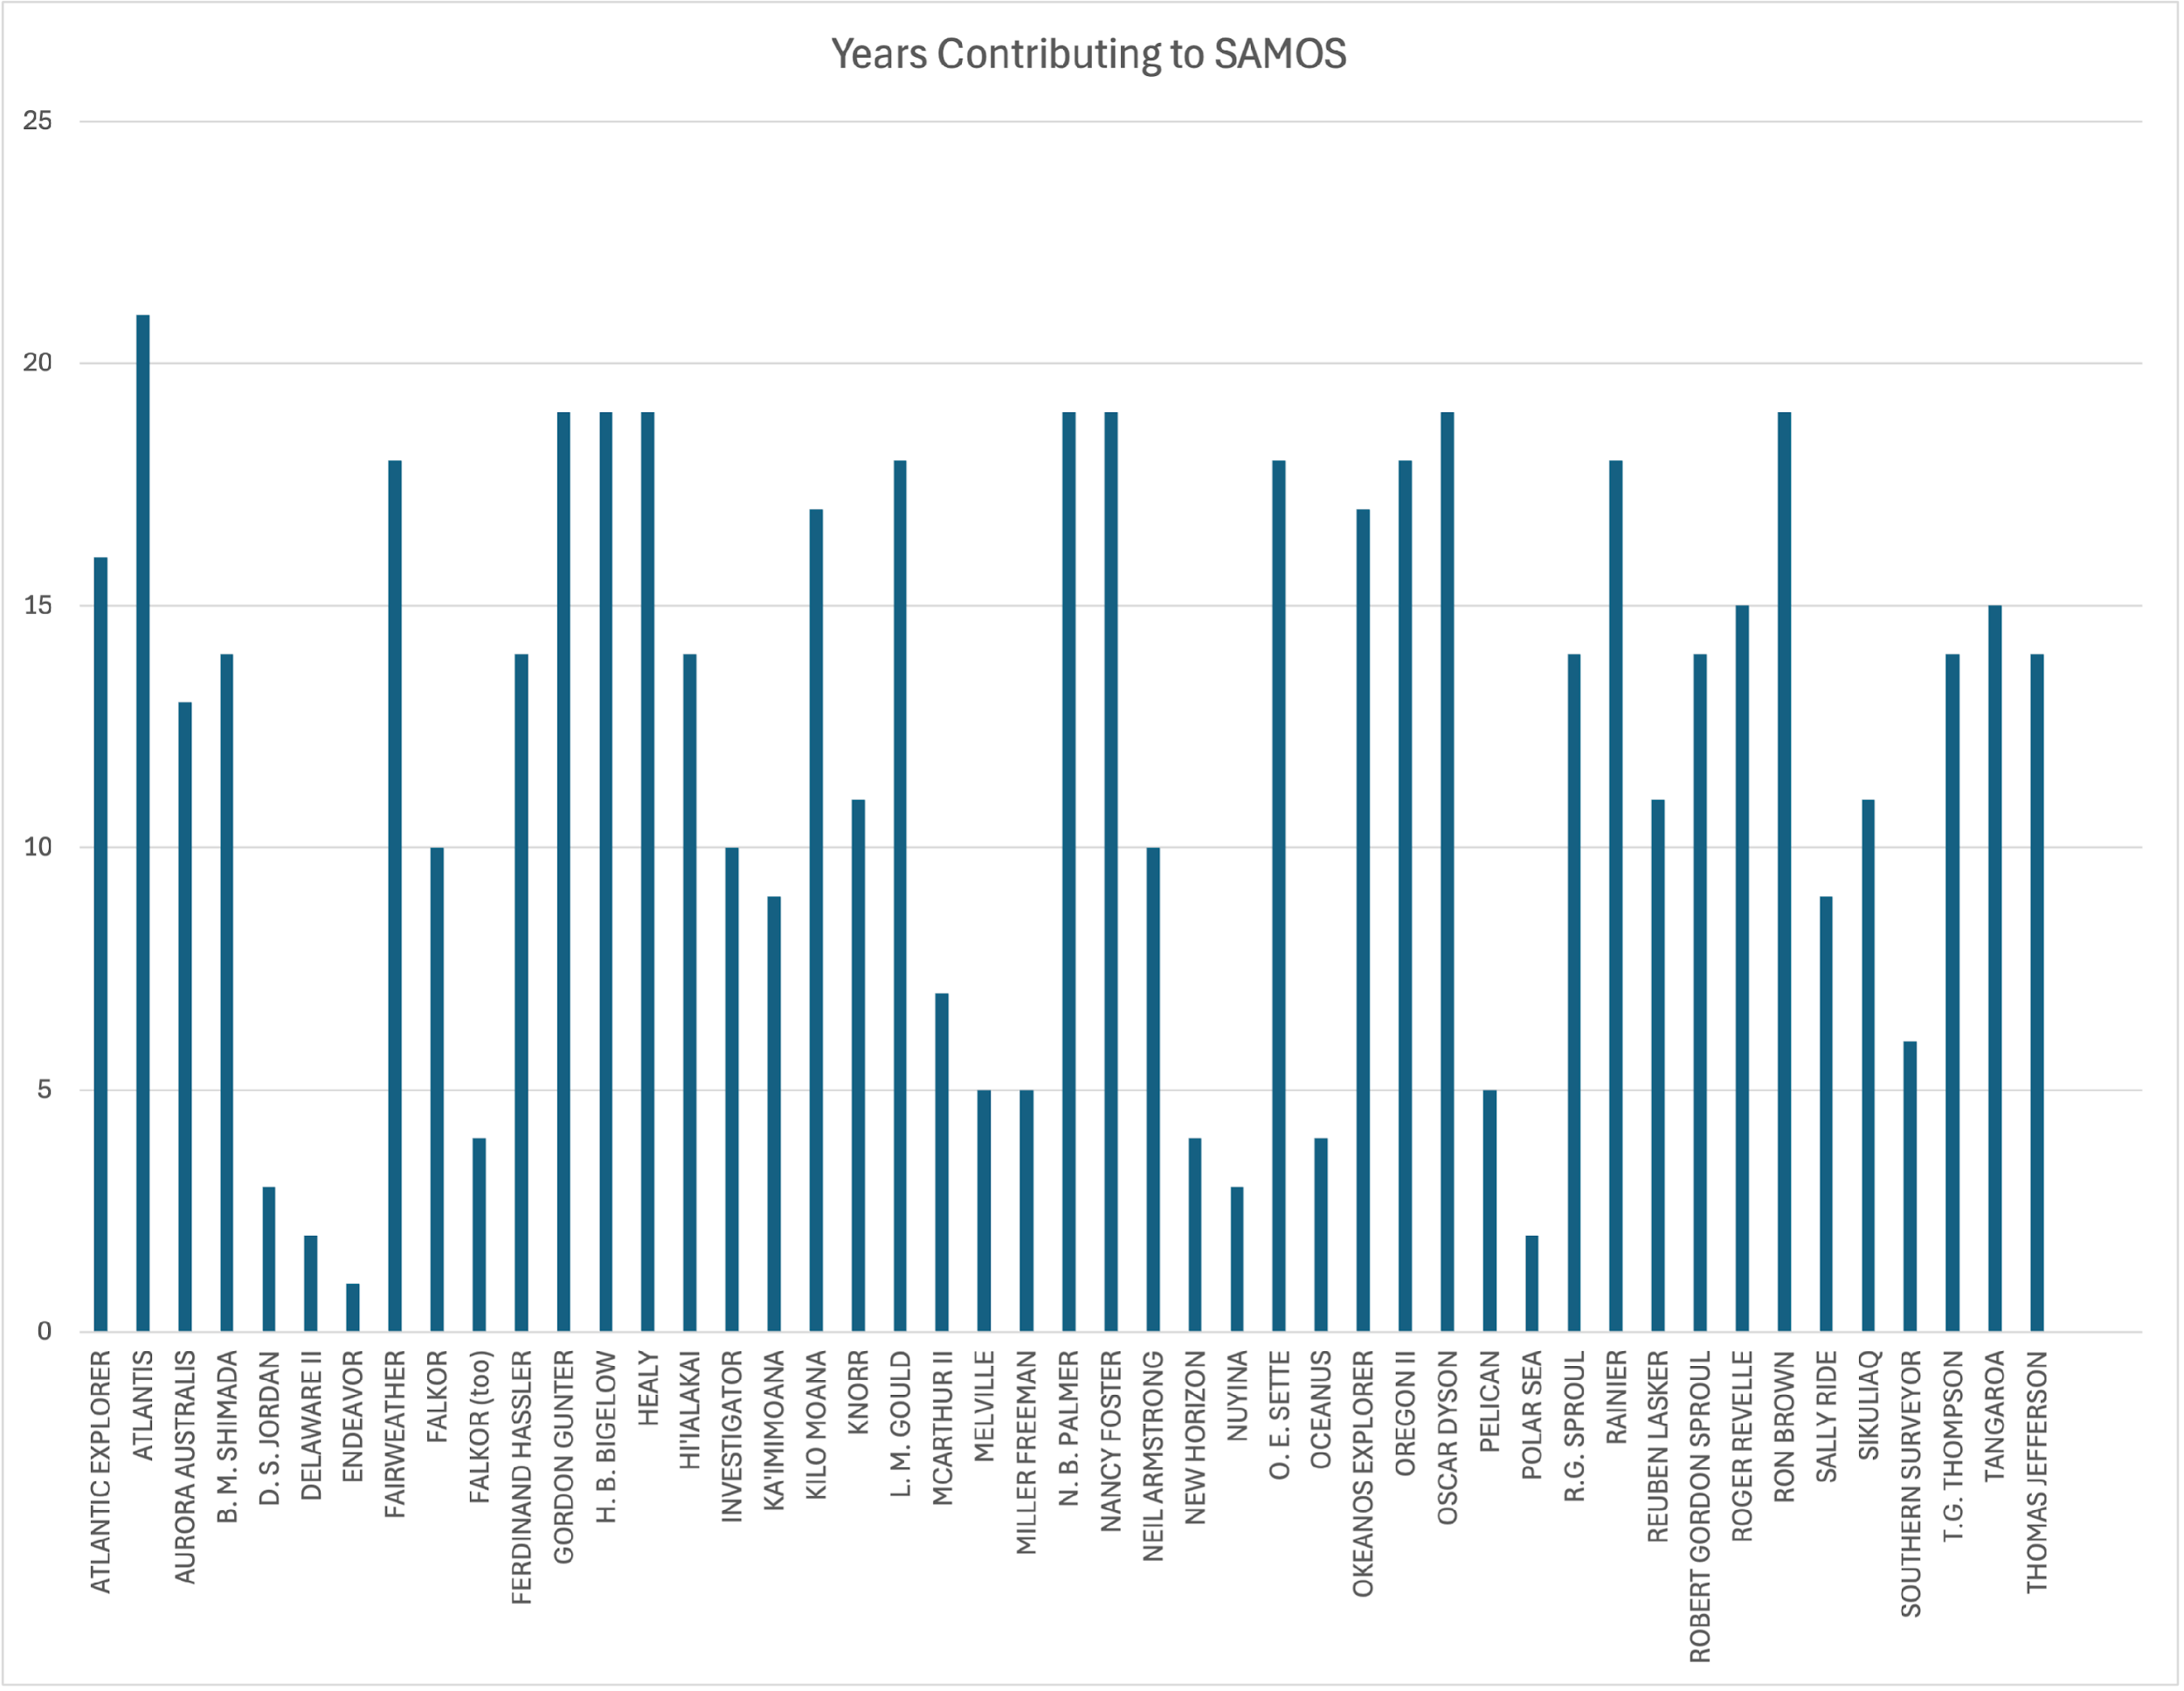 Years Contributing to SAMOS
25
20
15
10
5
0
ATLANTIC EXPLORER
ATLANTIS
AURORA AUSTRALIS
B. M. SHMADA
D. S. JORDAN
DELAWARE II
ENDEAVOR
FAIRWEATHER
FALKOR
FALKOR (too)
FERDINAND HASSLER
GORDON GUNTER
H. B. BIGELOW
HEALY
HI'IALAKAI
INVESTIGATOR
KA'IMIMOANA
KILO MOANA
KNORR
L. M. GOULD
MCARTHUR II
MELVILLE
MILLER FREEMAN
N. B. PALMER
NANCY FOSTER
NEIL ARMSTRONG
NEW HORIZON
NUYINA
O. E. SETTE
OCEANUS
OKEANOS EXPLORER
OREGON II
OSCAR DYSON
PELICAN
POLAR SEA
R.G. SPROUL
RAINIER
REUBEN LASKER
ROBERT GORDON SPROUL
ROGER REVELLE
RON BROWN
SALLY RIDE
SIKULIAQ
SOUTHERN SURVEYOR
T.G. THOMPSON
TANGAROA
THOMAS JEFFERSON